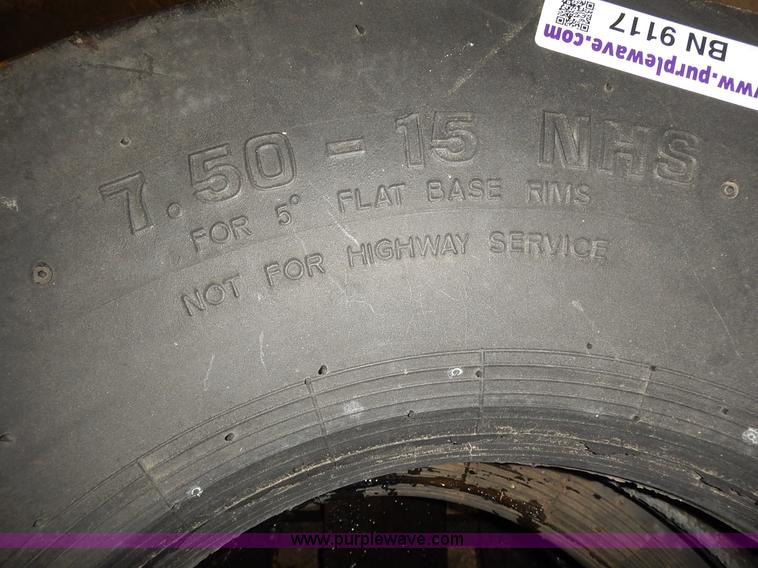 www.purplewave.com
BN 9117
7.50 - 15 NHS
FOR 5° FLAT BASE RIMS
NOT FOR HIGHWAY SERVICE
www.purplewave.com